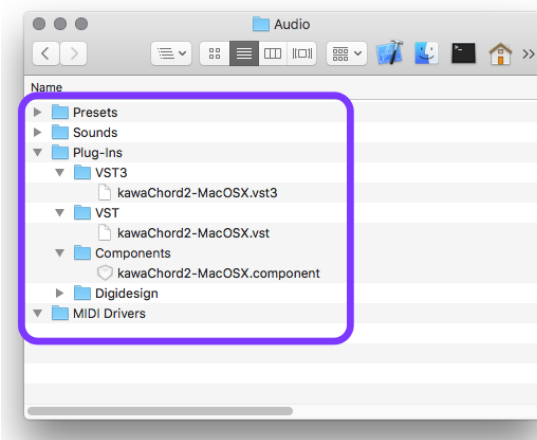 Audio
Name
Presets
Sounds
Plug-Ins
VST3
kawaChord2-MacOSX.vst3
VST
kawaChord2-MacOSX.vst
Components
kawaChord2-MacOSX.component
Digidesign
MIDI Drivers